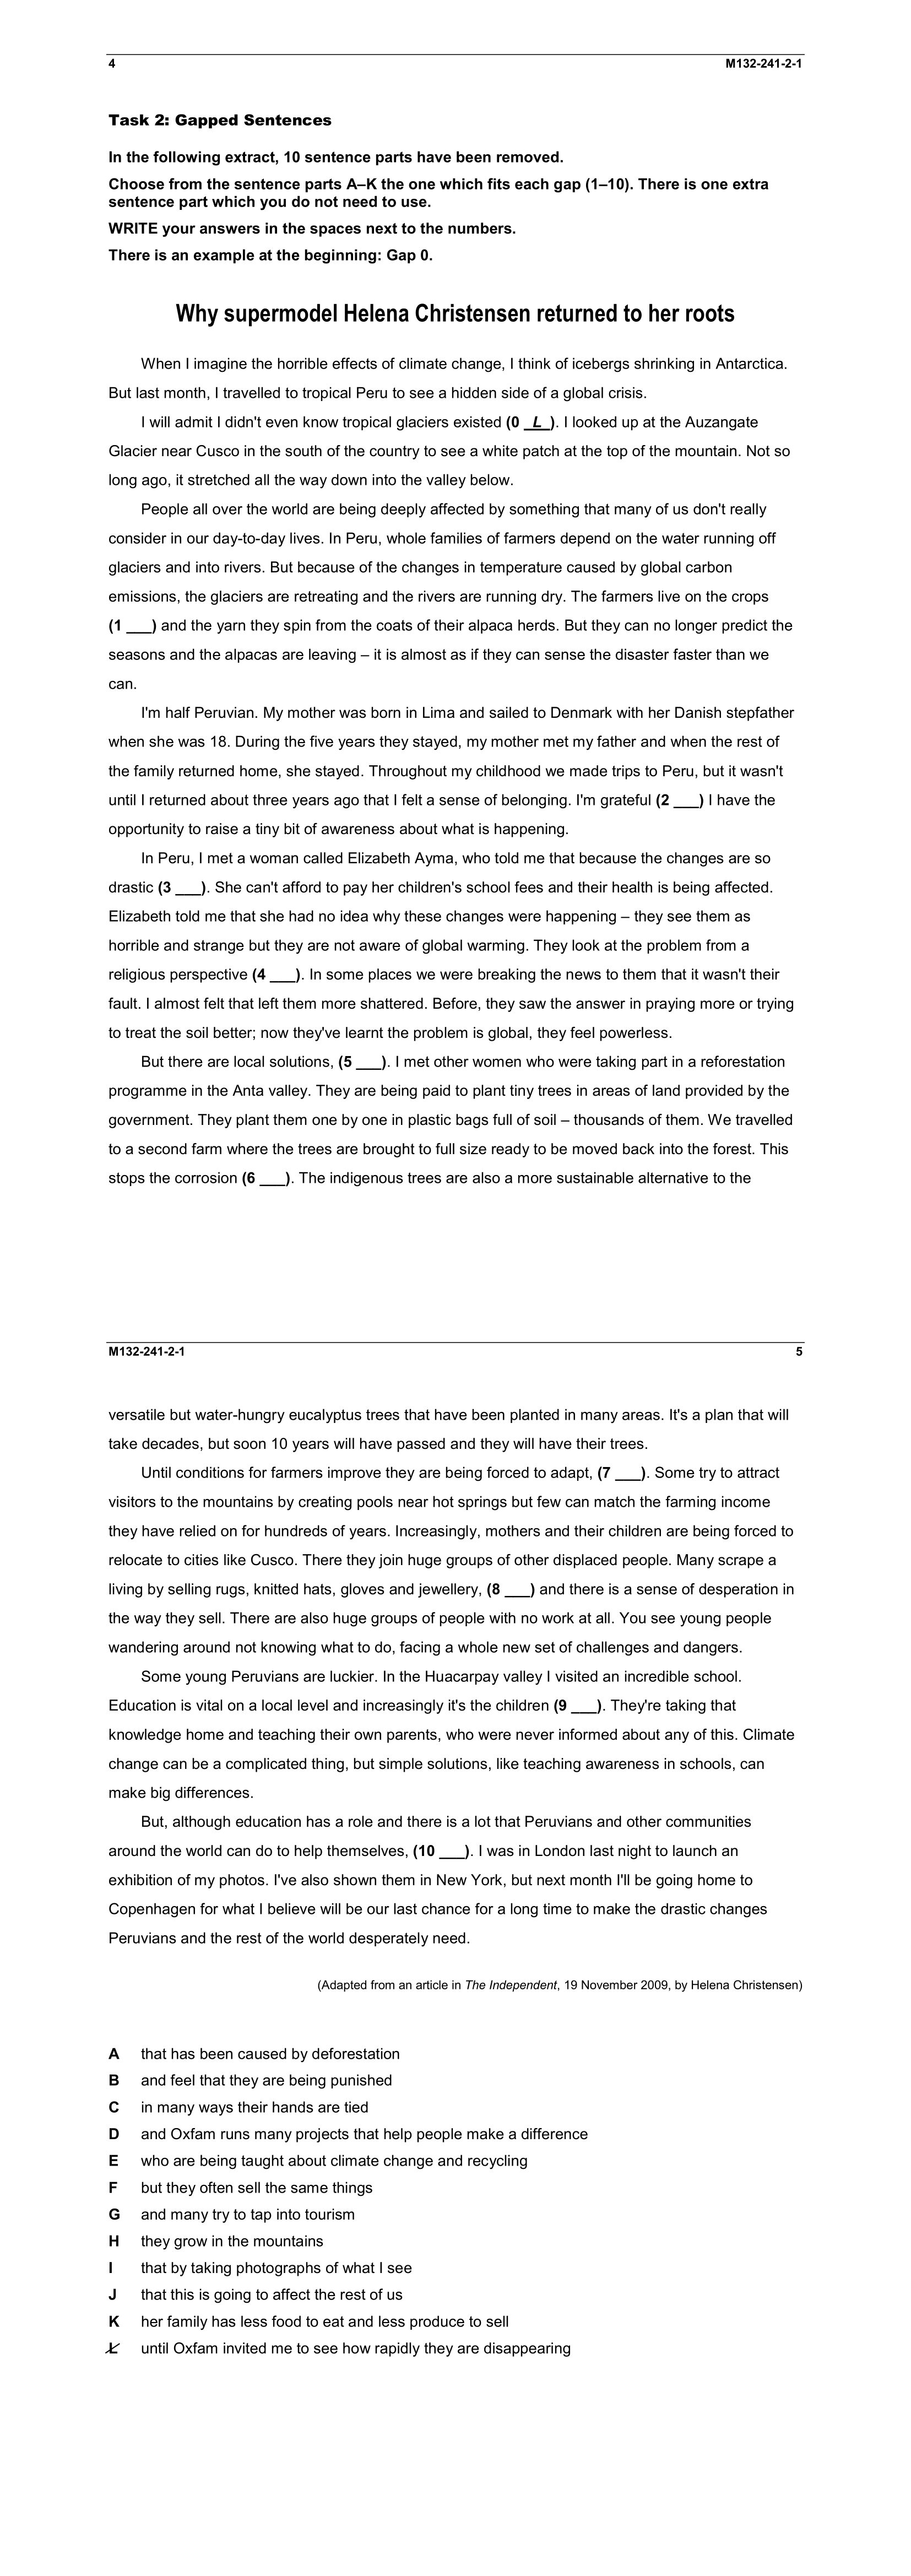 4 M132-241-2-1
Task 2: Gapped Sentences
In the following extract, 10 sentence parts have been removed.
Choose from the sentence parts A–K the one which fits each gap (1–10). There is one extra
sentence part which you do not need to use.
WRITE your answers in the spaces next to the numbers.
There is an example at the beginning: Gap 0.
Why supermodel Helena Christensen returned to her roots
When I imagine the horrible effects of climate change, I think of icebergs shrinking in Antarctica.
But last month, I travelled to tropical Peru to see a hidden side of a global crisis.
I will admit I didn't even know tropical glaciers existed (0 _L_). I looked up at the Auzangate
Glacier near Cusco in the south of the country to see a white patch at the top of the mountain. Not so
long ago, it stretched all the way down into the valley below.
People all over the world are being deeply affected by something that many of us don't really
consider in our day-to-day lives. In Peru, whole families of farmers depend on the water running off
glaciers and into rivers. But because of the changes in temperature caused by global carbon
emissions, the glaciers are retreating and the rivers are running dry. The farmers live on the crops
(1 ___) and the yarn they spin from the coats of their alpaca herds. But they can no longer predict the
seasons and the alpacas are leaving – it is almost as if they can sense the disaster faster than we
can.
I'm half Peruvian. My mother was born in Lima and sailed to Denmark with her Danish stepfather
when she was 18. During the five years they stayed, my mother met my father and when the rest of
the family returned home, she stayed. Throughout my childhood we made trips to Peru, but it wasn't
until I returned about three years ago that I felt a sense of belonging. I'm grateful (2 ___) I have the
opportunity to raise a tiny bit of awareness about what is happening.
In Peru, I met a woman called Elizabeth Ayma, who told me that because the changes are so
drastic (3 ___). She can't afford to pay her children's school fees and their health is being affected.
Elizabeth told me that she had no idea why these changes were happening – they see them as
horrible and strange but they are not aware of global warming. They look at the problem from a
religious perspective (4 ___). In some places we were breaking the news to them that it wasn't their
fault. I almost felt that left them more shattered. Before, they saw the answer in praying more or trying
to treat the soil better; now they've learnt the problem is global, they feel powerless.
But there are local solutions, (5 ___). I met other women who were taking part in a reforestation
programme in the Anta valley. They are being paid to plant tiny trees in areas of land provided by the
government. They plant them one by one in plastic bags full of soil – thousands of them. We travelled
to a second farm where the trees are brought to full size ready to be moved back into the forest. This
stops the corrosion (6 ___). The indigenous trees are also a more sustainable alternative to the
M132-241-2-1 5
versatile but water-hungry eucalyptus trees that have been planted in many areas. It's a plan that will
take decades, but soon 10 years will have passed and they will have their trees.
Until conditions for farmers improve they are being forced to adapt, (7 ___). Some try to attract
visitors to the mountains by creating pools near hot springs but few can match the farming income
they have relied on for hundreds of years. Increasingly, mothers and their children are being forced to
relocate to cities like Cusco. There they join huge groups of other displaced people. Many scrape a
living by selling rugs, knitted hats, gloves and jewellery, (8 ___) and there is a sense of desperation in
the way they sell. There are also huge groups of people with no work at all. You see young people
wandering around not knowing what to do, facing a whole new set of challenges and dangers.
Some young Peruvians are luckier. In the Huacarpay valley I visited an incredible school.
Education is vital on a local level and increasingly it's the children (9 ___). They're taking that
knowledge home and teaching their own parents, who were never informed about any of this. Climate
change can be a complicated thing, but simple solutions, like teaching awareness in schools, can
make big differences.
But, although education has a role and there is a lot that Peruvians and other communities
around the world can do to help themselves, (10 ___). I was in London last night to launch an
exhibition of my photos. I've also shown them in New York, but next month I'll be going home to
Copenhagen for what I believe will be our last chance for a long time to make the drastic changes
Peruvians and the rest of the world desperately need.
(Adapted from an article in The Independent, 19 November 2009, by Helena Christensen)
A that has been caused by deforestation
B and feel that they are being punished
C in many ways their hands are tied
D and Oxfam runs many projects that help people make a difference
E who are being taught about climate change and recycling
F but they often sell the same things
G and many try to tap into tourism
H they grow in the mountains
I that by taking photographs of what I see
J that this is going to affect the rest of us
K her family has less food to eat and less produce to sell
L until Oxfam invited me to see how rapidly they are disappearing